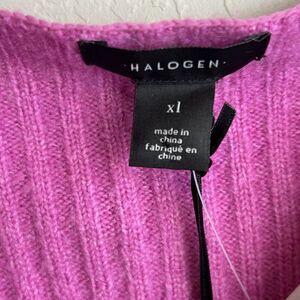 ·HALOGEN·
xl
made in
china
fabriqué en
chine